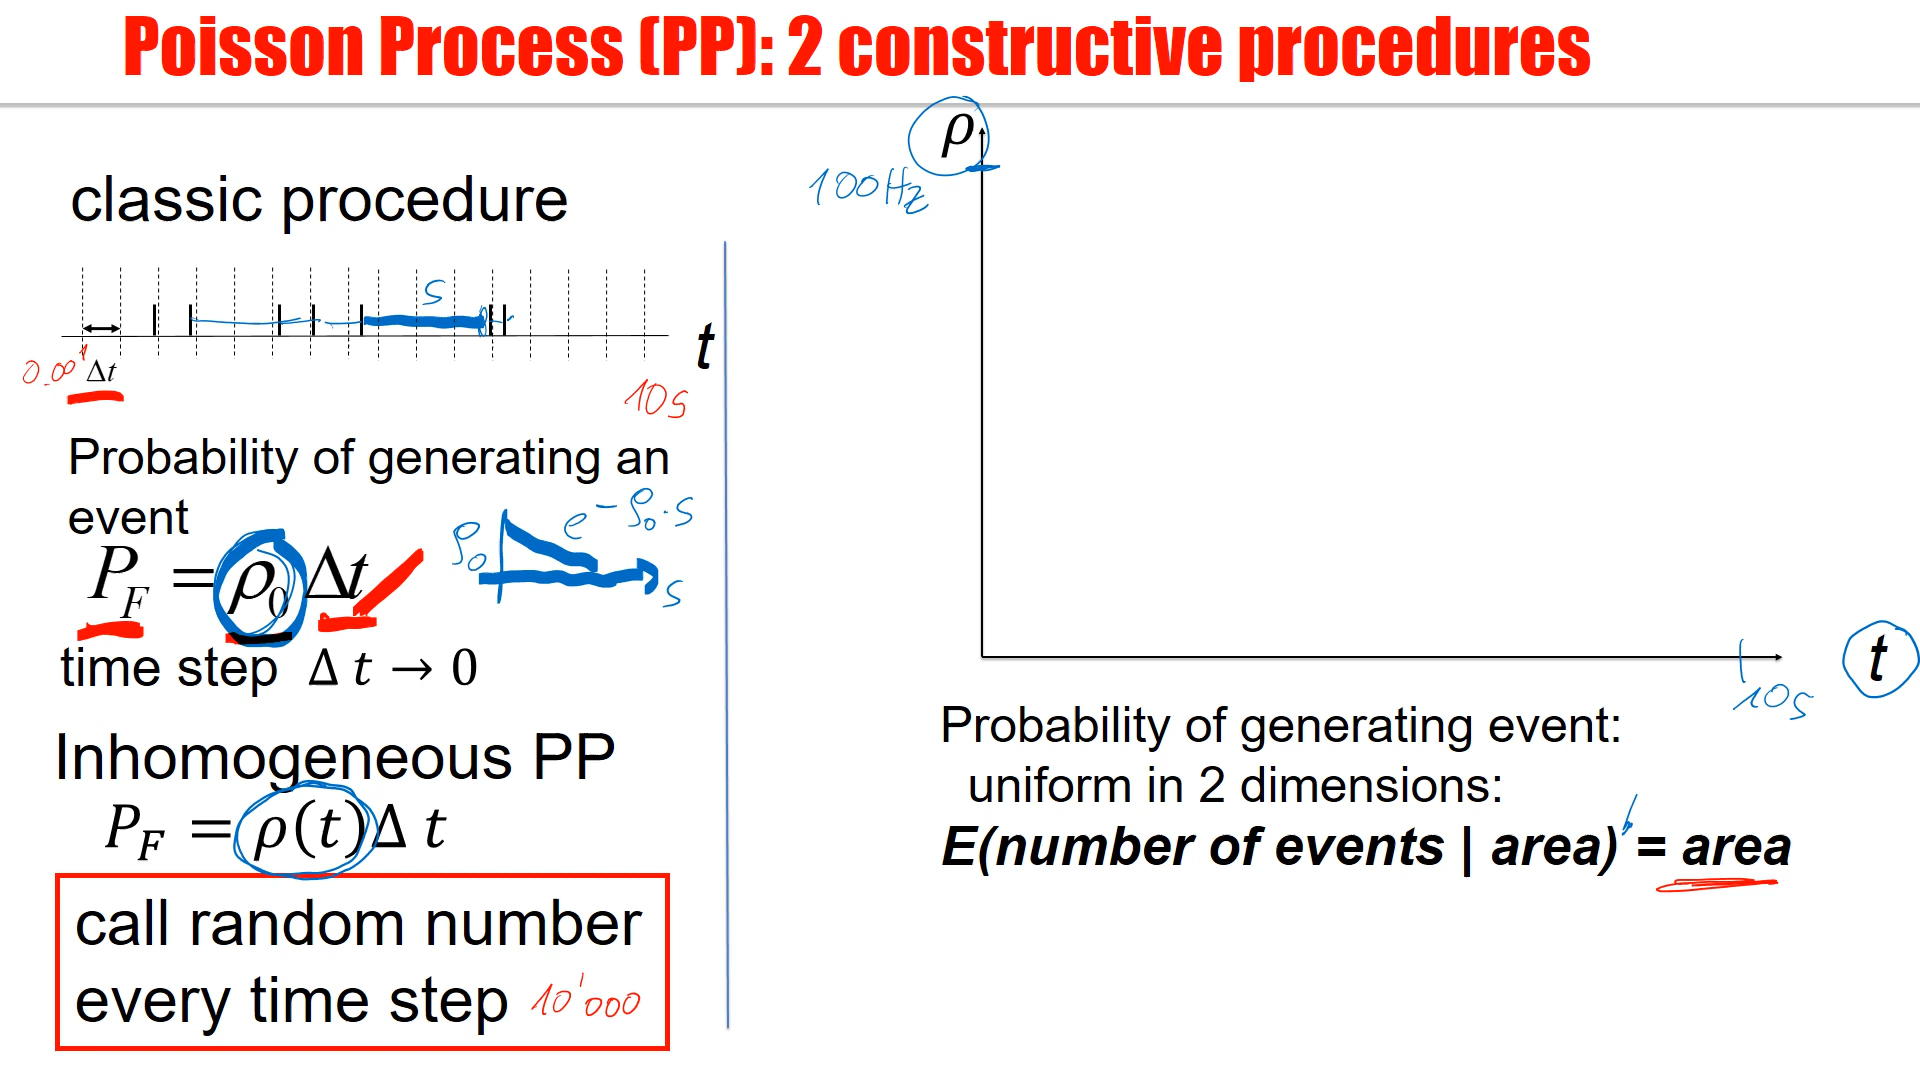 Poisson Process (PP): 2 constructive procedures
classic procedure
s
t
0.001 Δt
10s
Probability of generating an
event
P_F = ρ_0 Δt
ρ_0
e^{-ρ_0·s}
s
time step Δ t → 0
Inhomogeneous PP
P_F = ρ(t)Δ t
call random number
every time step 10'000
ρ
100Hz
t
10s
Probability of generating event:
uniform in 2 dimensions:
E(number of events | area) = area